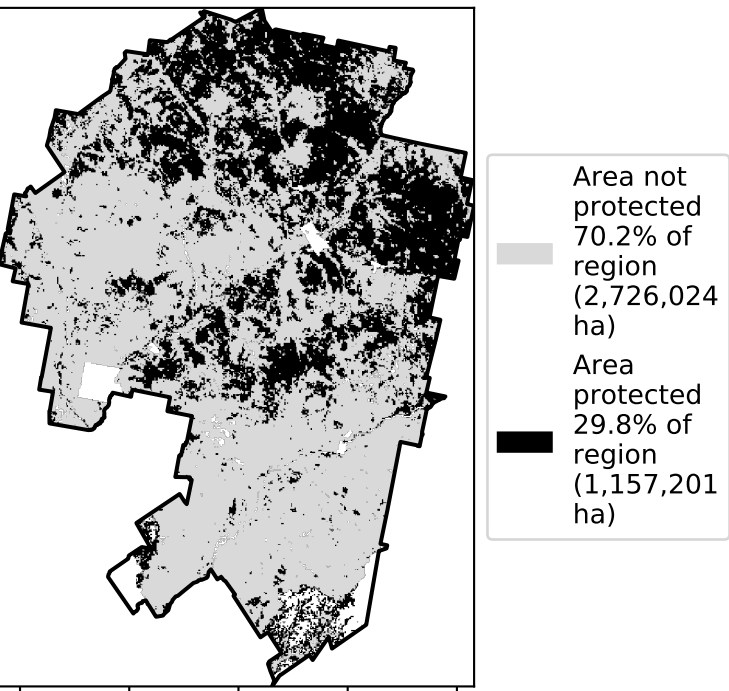 Area not
protected
70.2% of
region
(2,726,024
ha)
Area
protected
29.8% of
region
(1,157,201
ha)